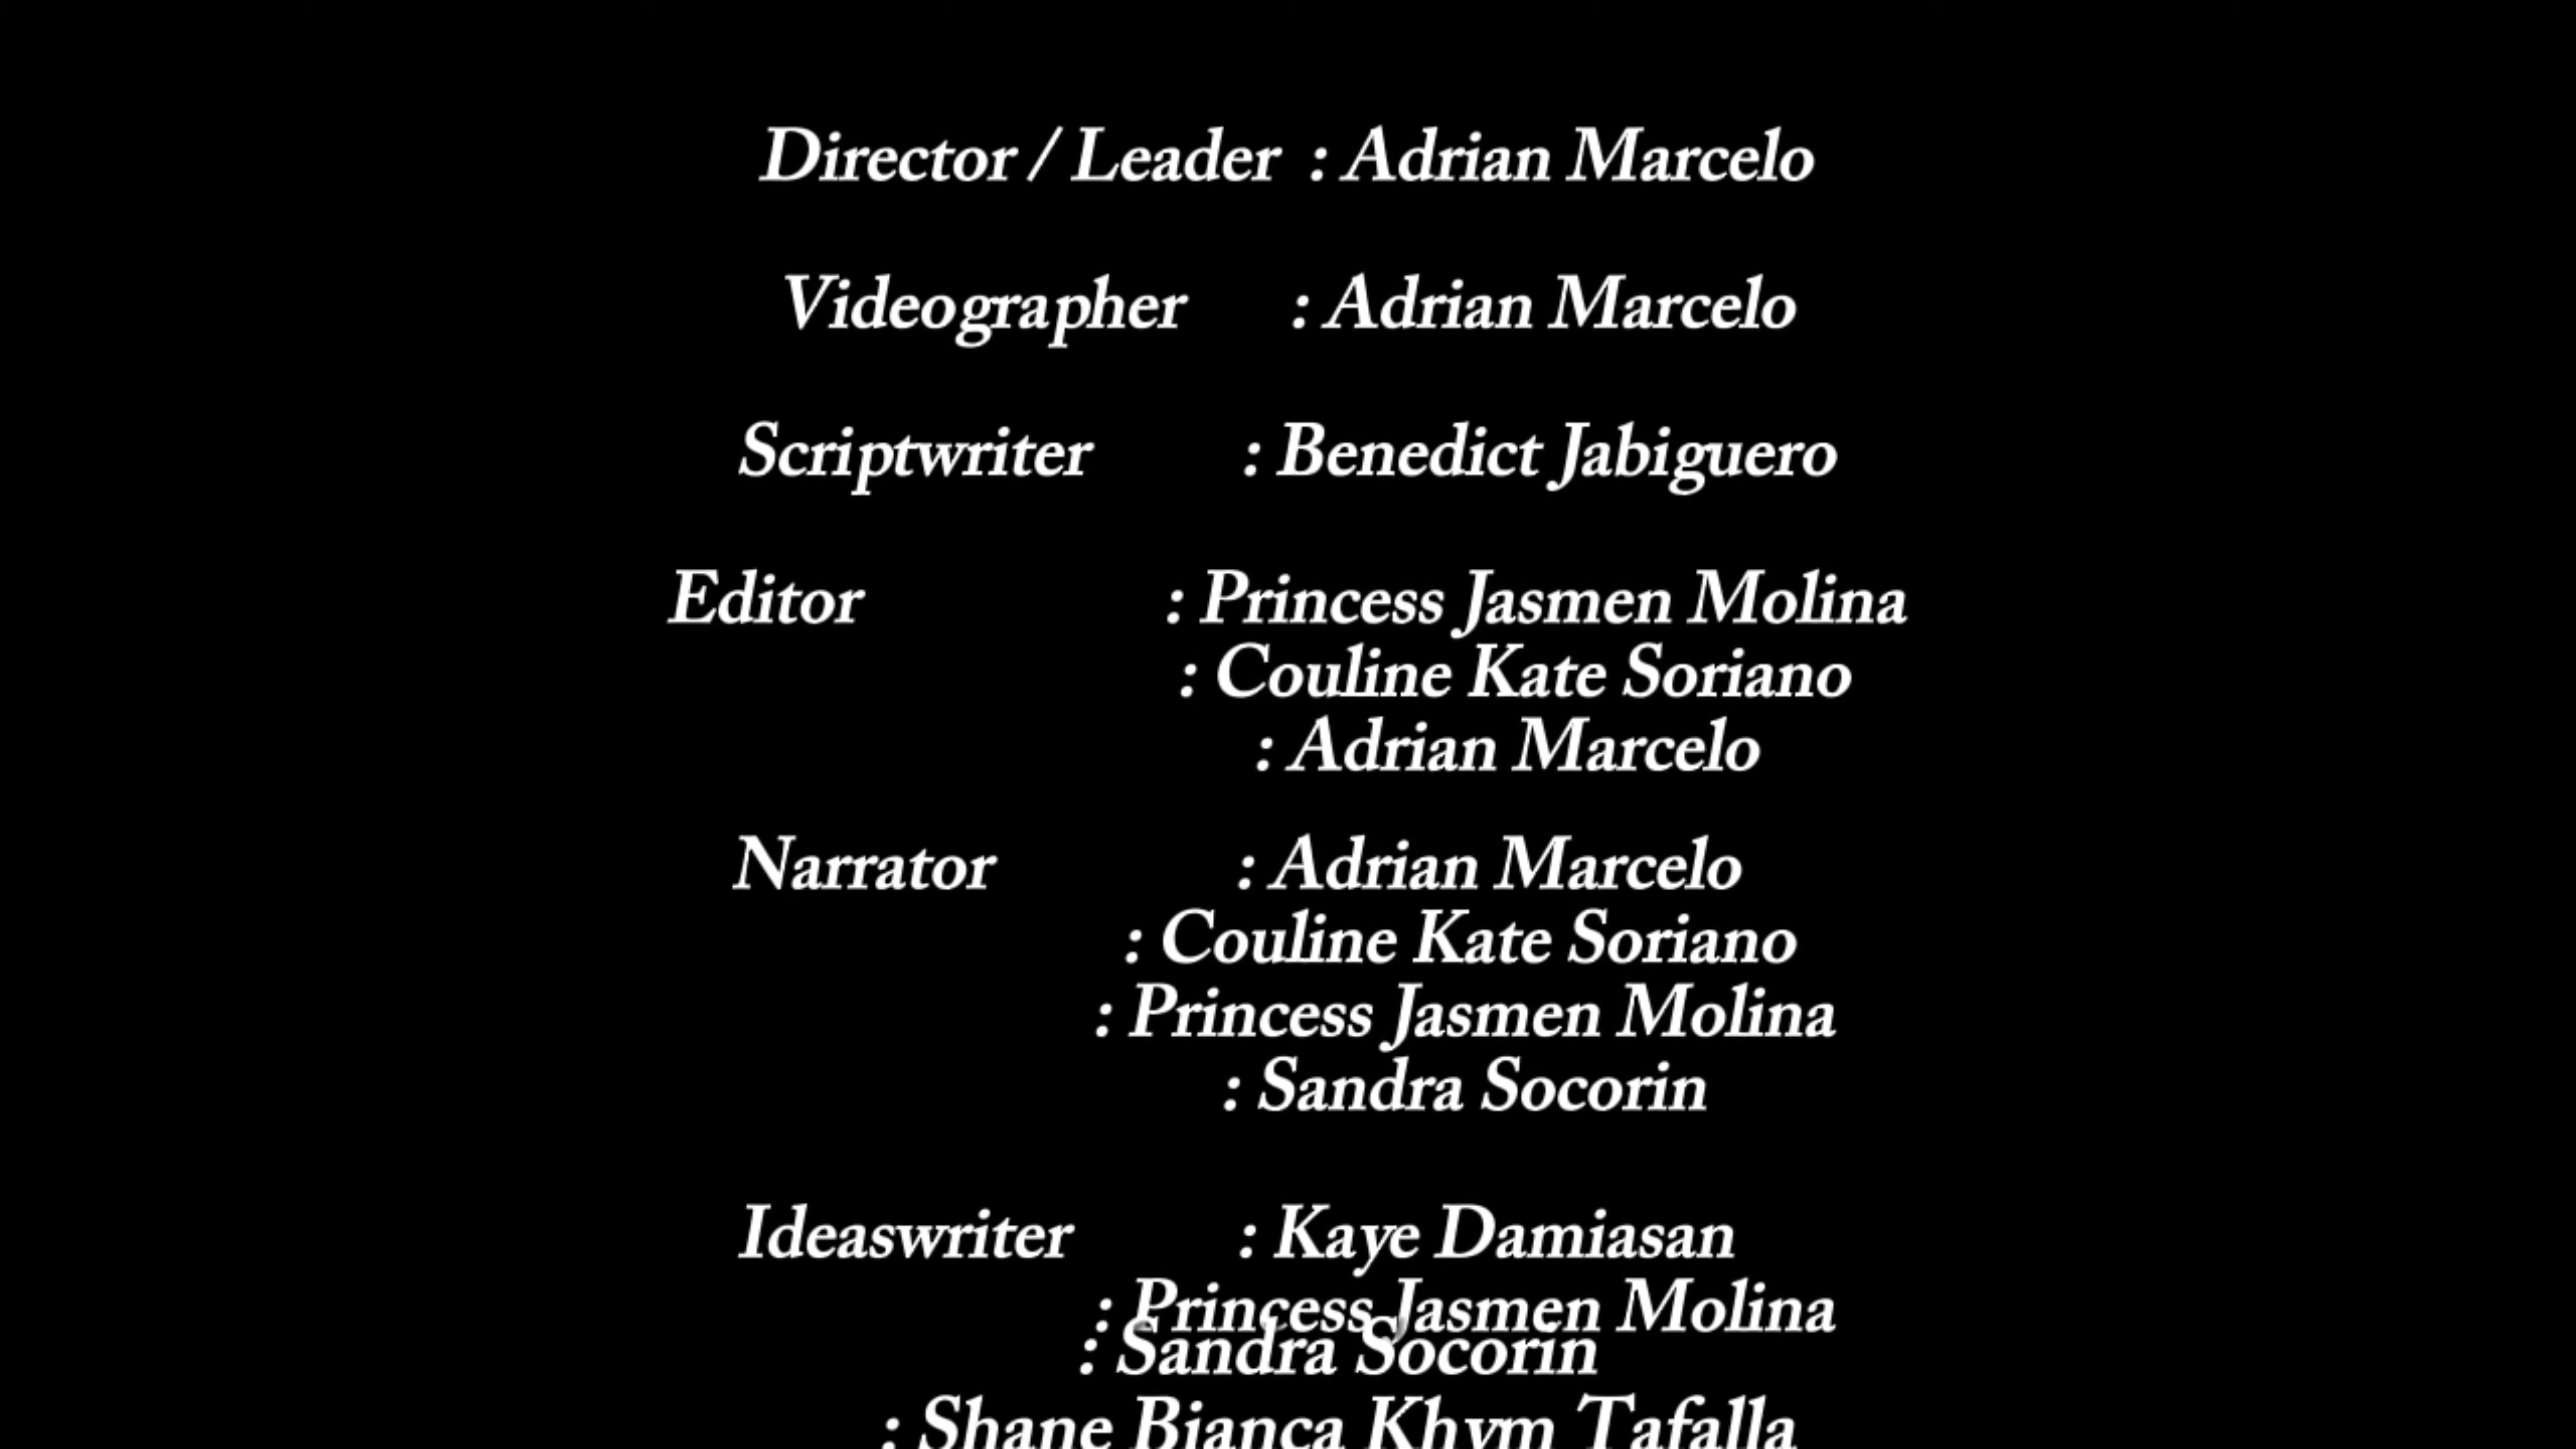 Director / Leader : Adrian Marcelo
Videographer : Adrian Marcelo
Scriptwriter : Benedict Jabiguero
Editor : Princess Jasmen Molina
: Couline Kate Soriano
: Adrian Marcelo
Narrator : Adrian Marcelo
: Couline Kate Soriano
: Princess Jasmen Molina
: Sandra Socorin
Ideaswriter : Kaye Damiasan
: Princess Jasmen Molina
: Sandra Socorin
: Shane Bianca Khym Tafalla